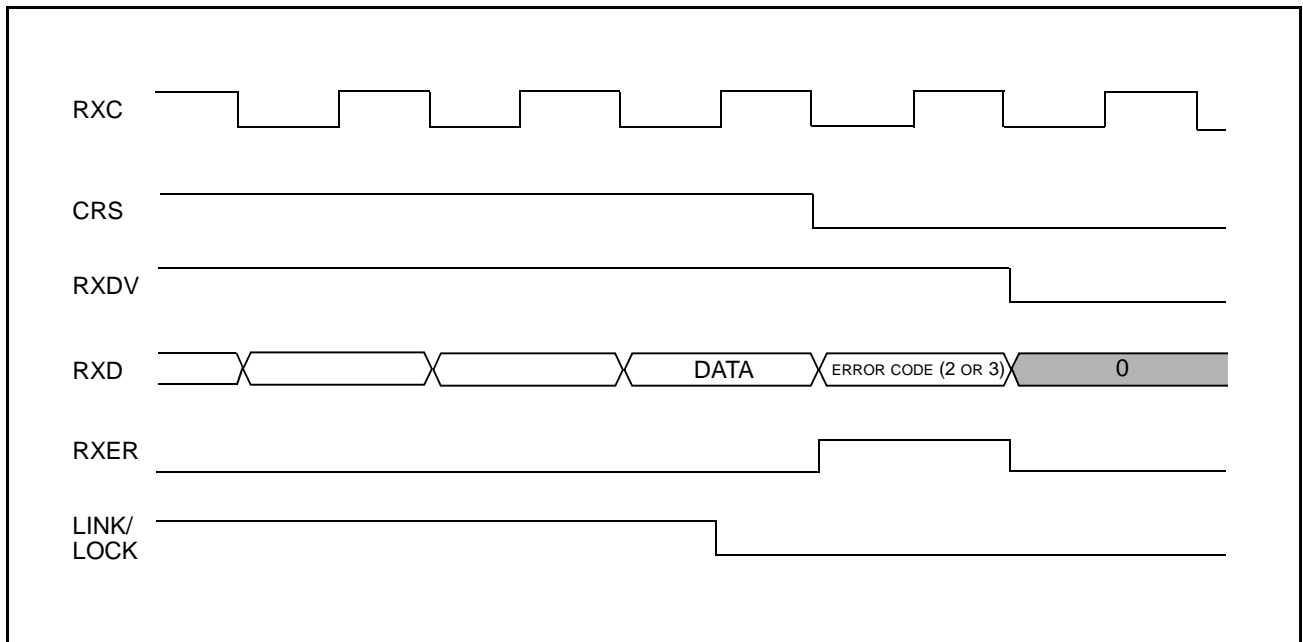 RXC
CRS
RXDV
RXD
DATA
ERROR CODE (2 OR 3)
0
RXER
LINK/
LOCK